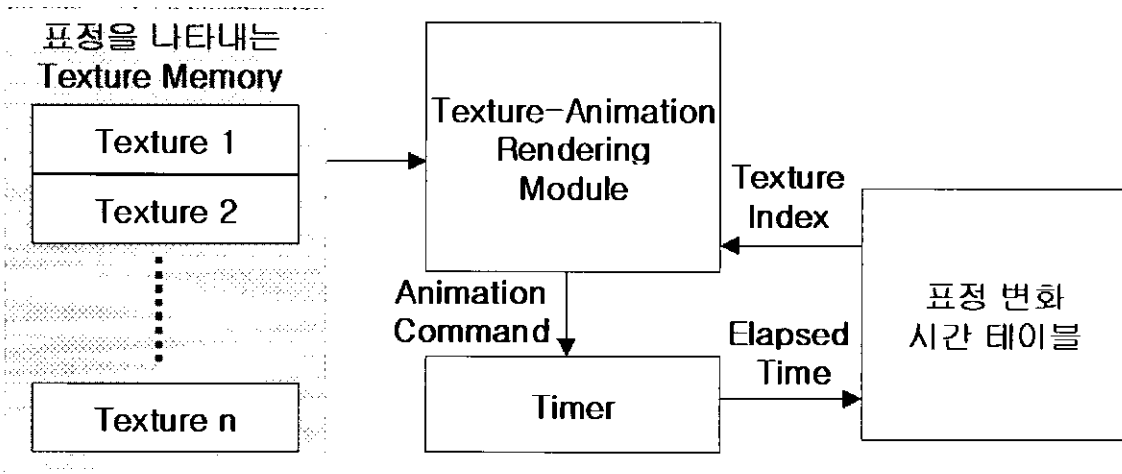 표정을 나타내는
Texture Memory
Texture 1
Texture 2
Texture n
Texture-Animation
Rendering
Module
Texture
Index
Animation
Command
Elapsed
Time
Timer
표정 변화
시간 테이블